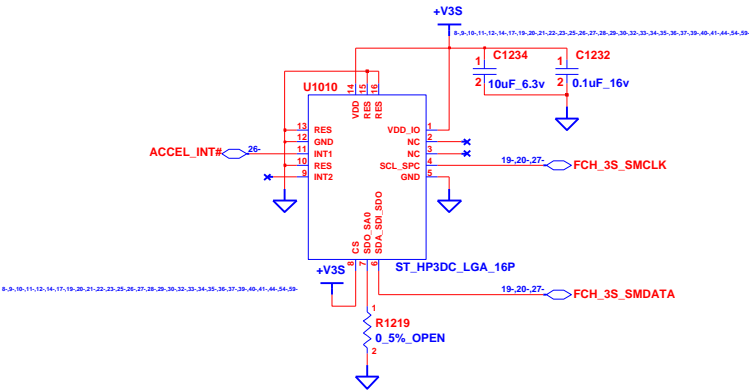 +V3S
8-,9-,10-,11-,12-,14-,17-,19-,20-,21-,22-,23-,25-,26-,27-,28-,29-,30-,32-,33-,34-,35-,36-,37-,39-,40-,41-,44-,54-,59-
C1234
1
2
10uF_6.3v
C1232
1
2
0.1uF_16v
U1010
14
15
16
VDD
RES
RES
13 RES
12 GND
11 INT1
10 RES
9 INT2
VDD_IO 1
NC 2
NC 3
SCL_SPC 4
GND 5
ACCEL_INT# 26-
19-,20-,27- FCH_3S_SMCLK
CS
SDO_SA0
SDA_SDI_SDO
8
7
6
ST_HP3DC_LGA_16P
+V3S
8-,9-,10-,11-,12-,14-,17-,19-,20-,21-,22-,23-,25-,26-,27-,28-,29-,30-,32-,33-,34-,35-,36-,37-,39-,40-,41-,44-,54-,59-
19-,20-,27- FCH_3S_SMDATA
1
R1219
0_5%_OPEN
2